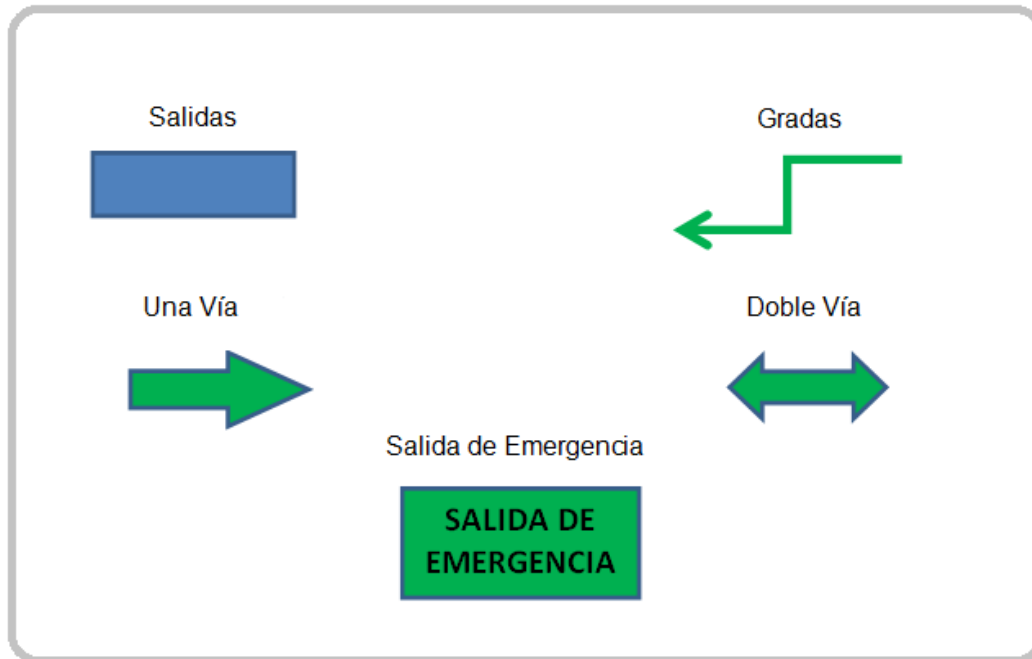 Salidas
Gradas
Una Vía
Doble Vía
Salida de Emergencia
SALIDA DE
EMERGENCIA